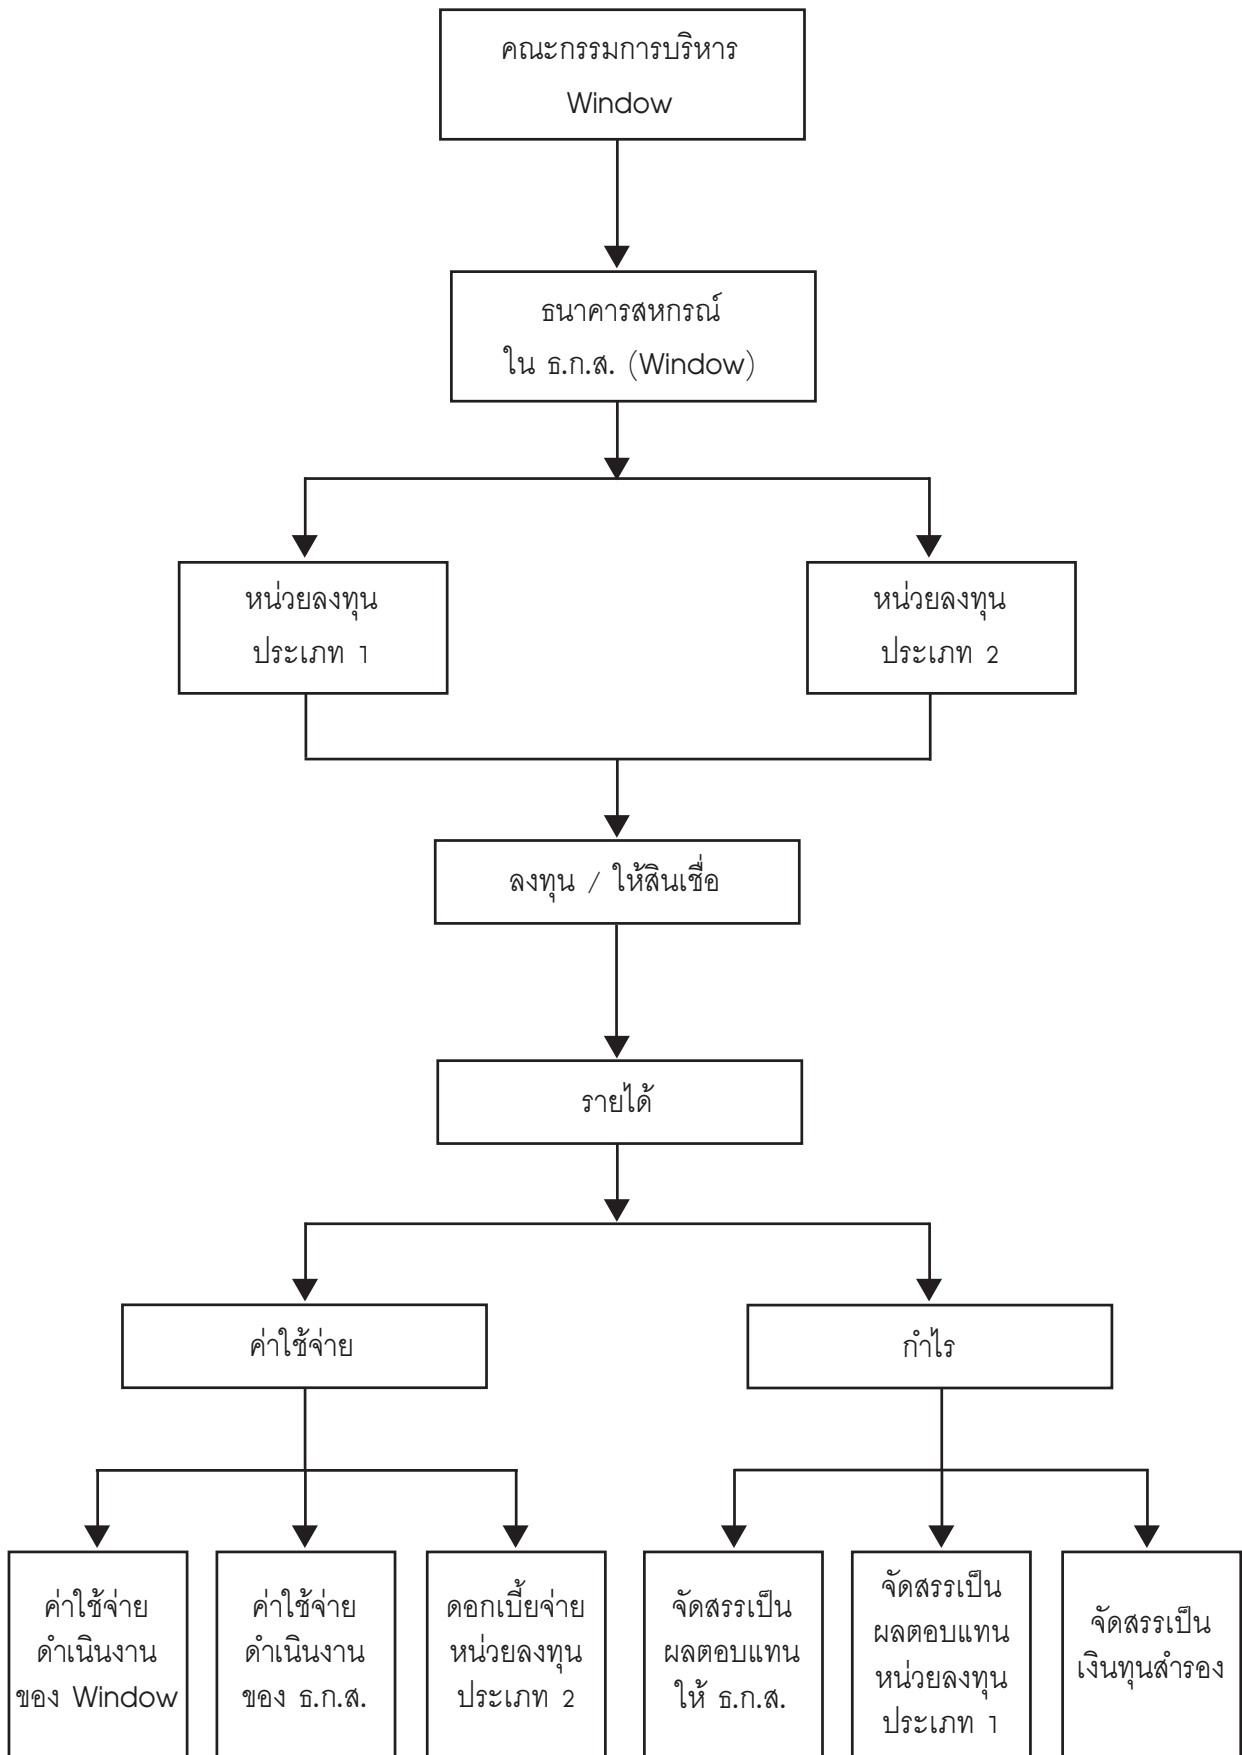 คณะกรรมการบริหาร
Window
ธนาคารสหกรณ์
ใน ธ.ก.ส. (Window)
หน่วยลงทุน
ประเภท 1
หน่วยลงทุน
ประเภท 2
ลงทุน / ให้สินเชื่อ
รายได้
ค่าใช้จ่าย
กำไร
ค่าใช้จ่าย
ดำเนินงาน
ของ Window
ค่าใช้จ่าย
ดำเนินงาน
ของ ธ.ก.ส.
ดอกเบี้ยจ่าย
หน่วยลงทุน
ประเภท 2
จัดสรรเป็น
ผลตอบแทน
ให้ ธ.ก.ส.
จัดสรรเป็น
ผลตอบแทน
หน่วยลงทุน
ประเภท 1
จัดสรรเป็น
เงินทุนสำรอง